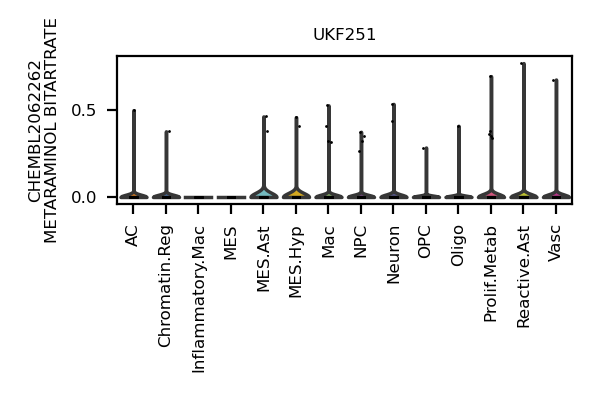 UKF251
CHEMBL2062262
METARAMINOL BITARTRATE
0.5
0.0
AC
Chromatin.Reg
Inflammatory.Mac
MES
MES.Ast
MES.Hyp
Mac
NPC
Neuron
OPC
Oligo
Prolif.Metab
Reactive.Ast
Vasc